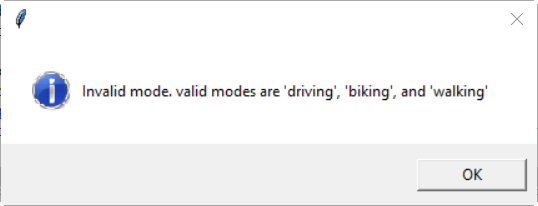 Invalid mode. valid modes are 'driving', 'biking', and 'walking'
OK